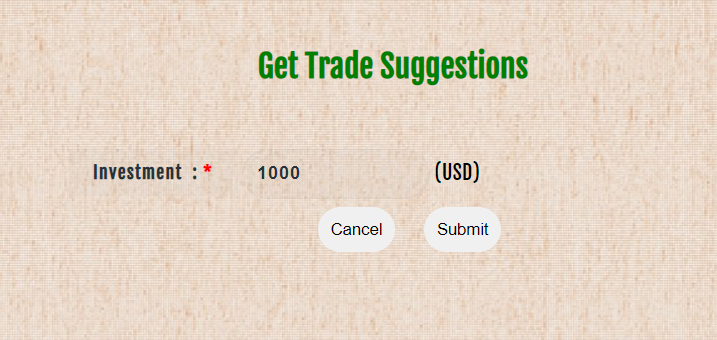 Get Trade Suggestions
Investment : * 1000 (USD)
Cancel Submit